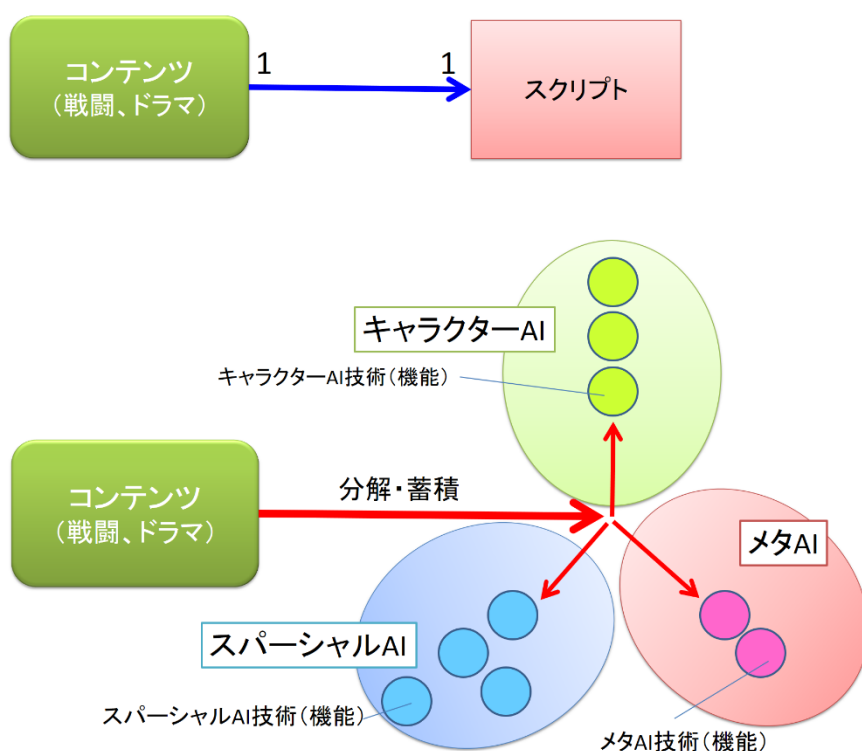 コンテンツ
（戦闘、ドラマ）
1
1
スクリプト
キャラクターAI
キャラクターAI技術（機能）
コンテンツ
（戦闘、ドラマ）
分解・蓄積
メタAI
スパーシャルAI
スパーシャルAI技術（機能）
メタAI技術（機能）